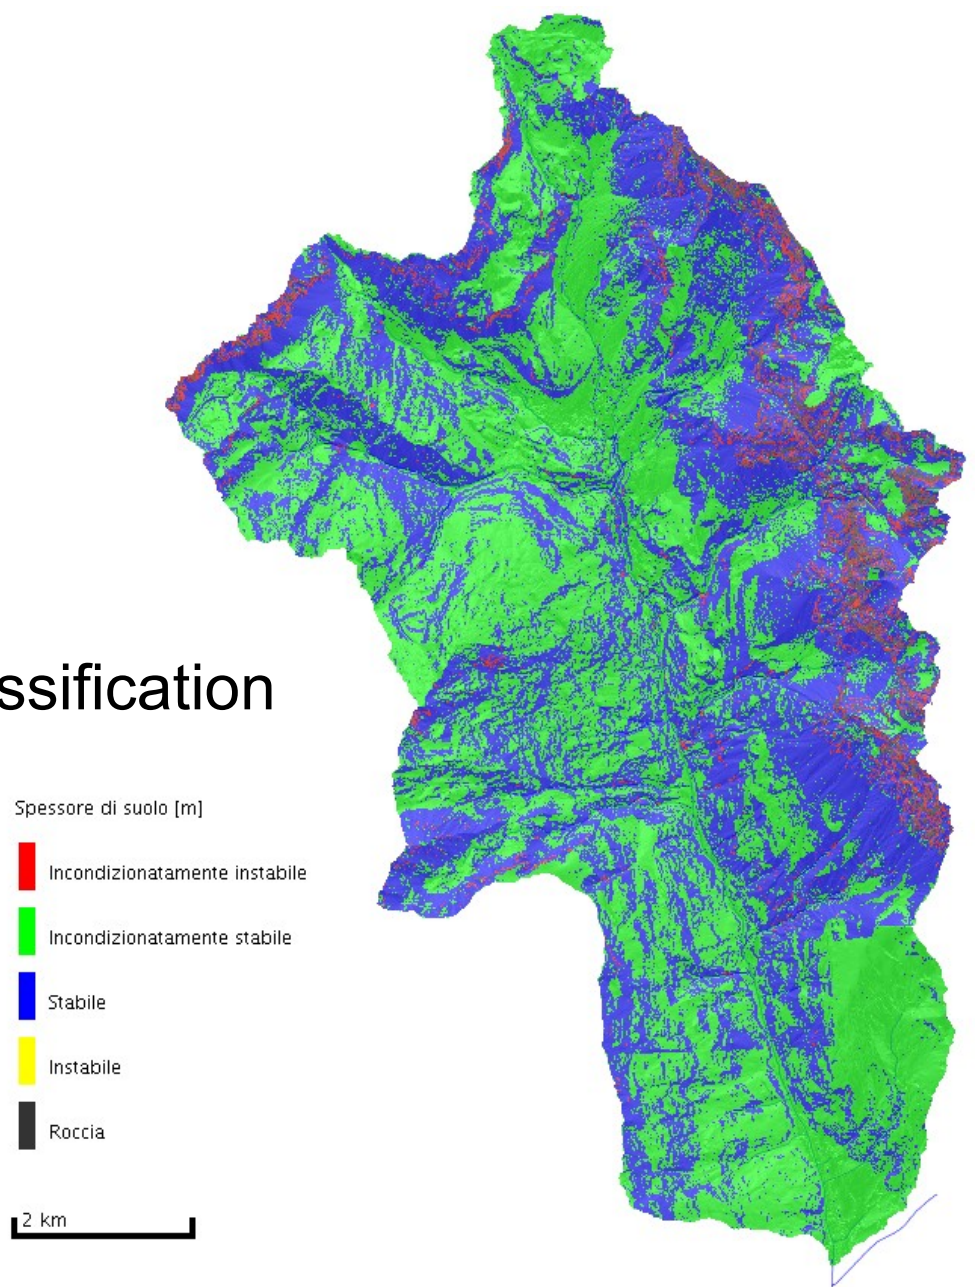 ssification
Spessore di suolo [m]
Incondizionatamente instabile
Incondizionatamente stabile
Stabile
Instabile
Roccia
2 km